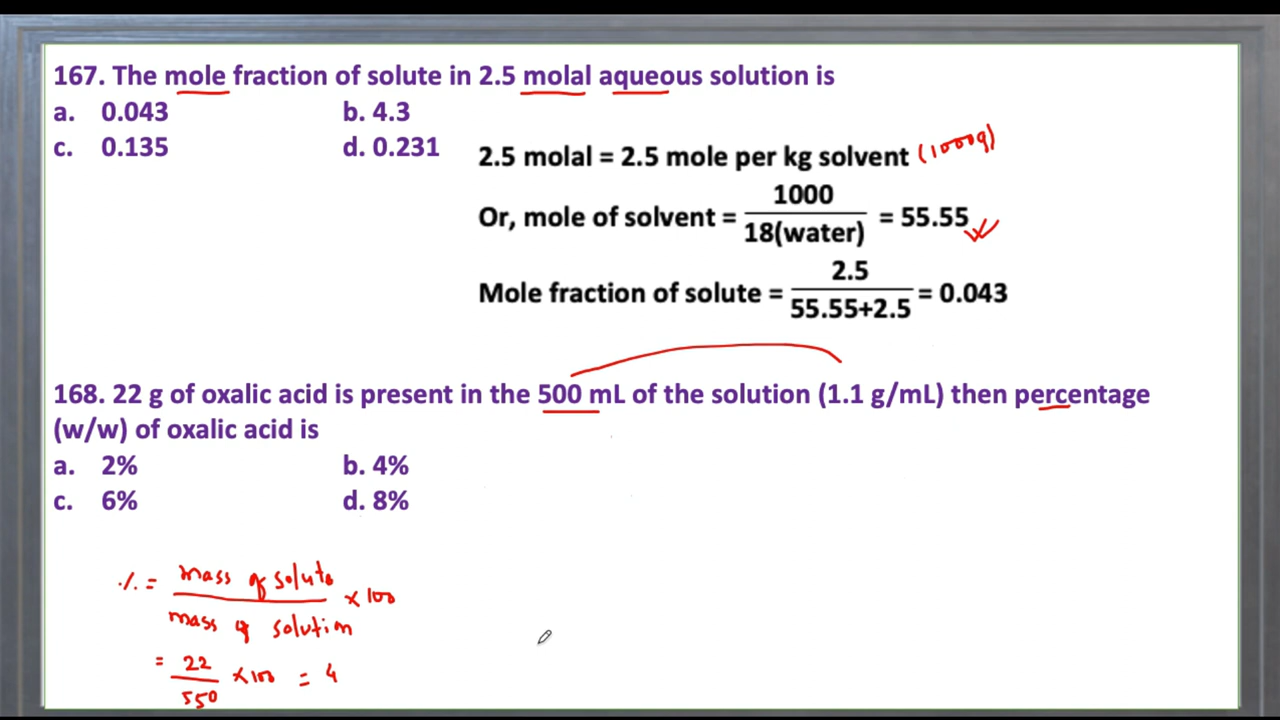 167. The mole fraction of solute in 2.5 molal aqueous solution is
a. 0.043 b. 4.3
c. 0.135 d. 0.231
2.5 molal = 2.5 mole per kg solvent (1000g)
Or, mole of solvent = 1000 / 18(water) = 55.55
Mole fraction of solute = 2.5 / 55.55+2.5 = 0.043
168. 22 g of oxalic acid is present in the 500 mL of the solution (1.1 g/mL) then percentage
(w/w) of oxalic acid is
a. 2% b. 4%
c. 6% d. 8%
% = mass of solute / mass of solution × 100
= 22 / 550 × 100 = 4